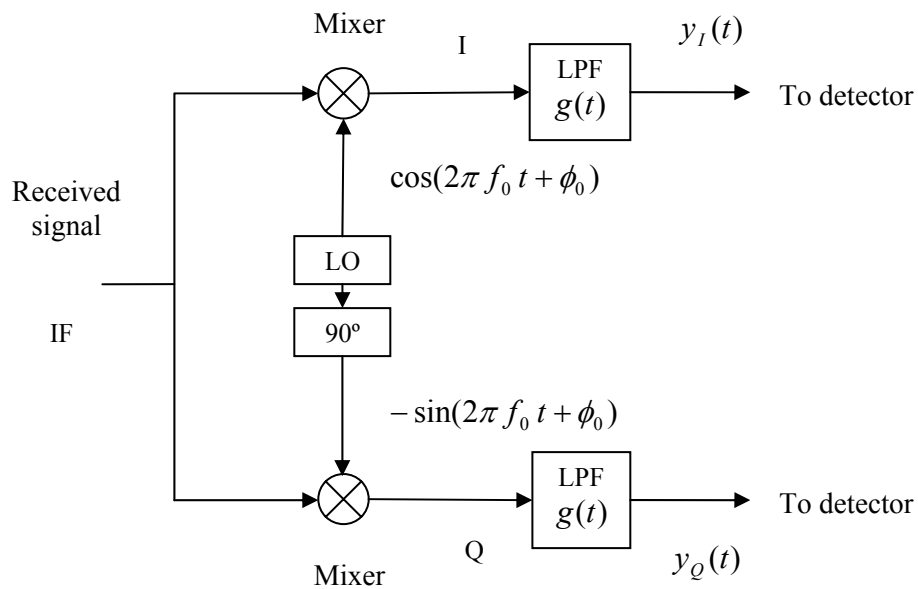 Mixer
I
y_I(t)
LPF
g(t)
To detector
cos(2π f_0 t + ϕ_0)
Received
signal
LO
IF
90º
− sin(2π f_0 t + ϕ_0)
LPF
g(t)
To detector
Q
y_Q(t)
Mixer